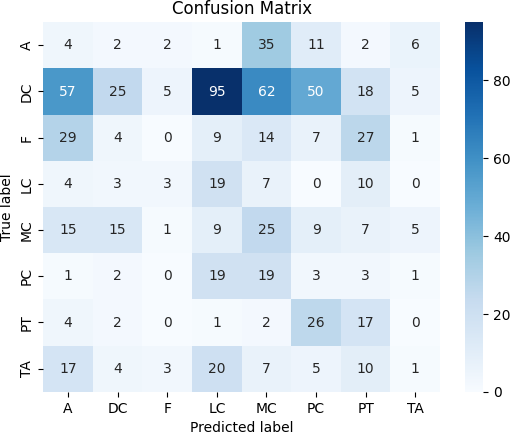 Confusion Matrix
True label
A 4 2 2 1 35 11 2 6
DC 57 25 5 95 62 50 18 5
F 29 4 0 9 14 7 27 1
LC 4 3 3 19 7 0 10 0
MC 15 15 1 9 25 9 7 5
PC 1 2 0 19 19 3 3 1
PT 4 2 0 1 2 26 17 0
TA 17 4 3 20 7 5 10 1
A DC F LC MC PC PT TA
Predicted label
80
60
40
20
0